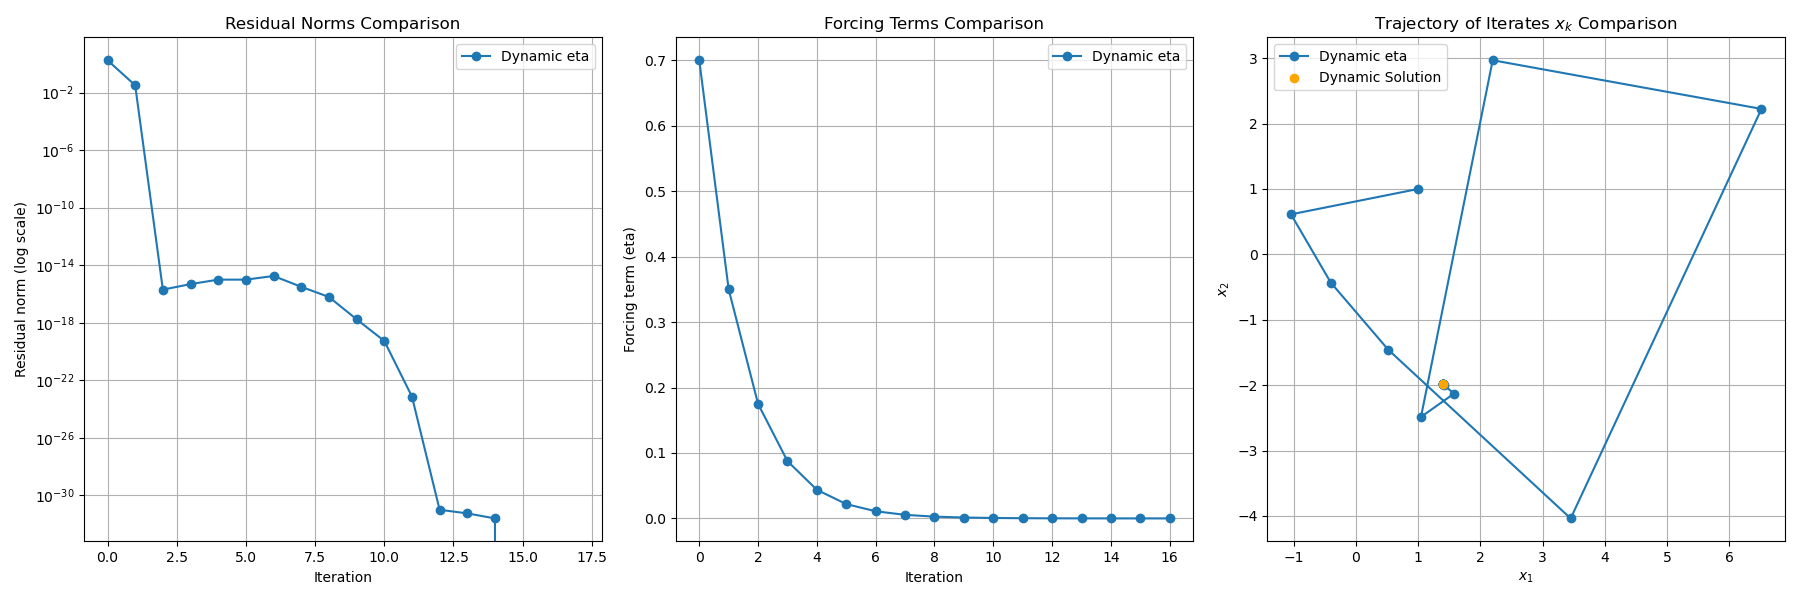 Residual Norms Comparison
Dynamic eta
10⁻²
10⁻⁶
10⁻¹⁰
10⁻¹⁴
10⁻¹⁸
10⁻²²
10⁻²⁶
10⁻³⁰
Residual norm (log scale)
0.0 2.5 5.0 7.5 10.0 12.5 15.0 17.5
Iteration
Forcing Terms Comparison
Dynamic eta
0.7
0.6
0.5
0.4
0.3
0.2
0.1
0.0
Forcing term (eta)
0 2 4 6 8 10 12 14 16
Iteration
Trajectory of Iterates xₖ Comparison
Dynamic eta
Dynamic Solution
3
2
1
0
−1
−2
−3
−4
x₂
−1 0 1 2 3 4 5 6
x₁